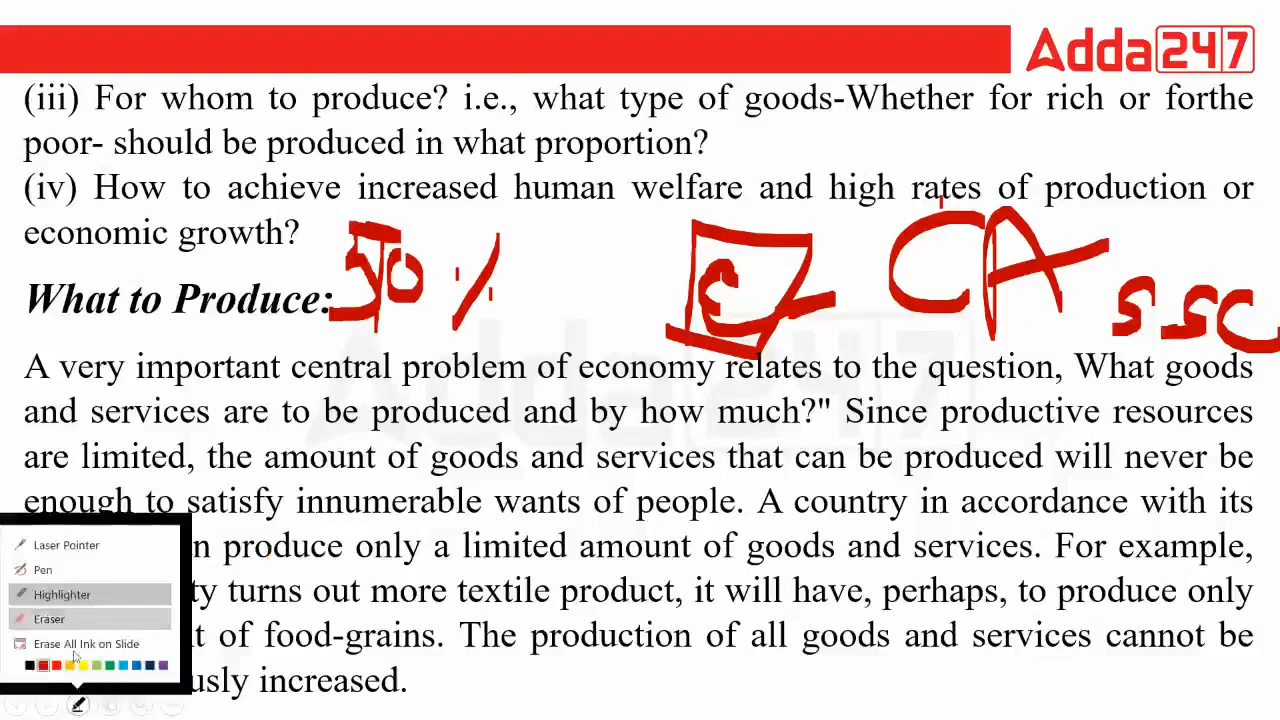 Adda247
(iii) For whom to produce? i.e., what type of goods-Whether for rich or forthe
poor- should be produced in what proportion?
(iv) How to achieve increased human welfare and high rates of production or
economic growth?
50 %
CA
SSC
What to Produce:
A very important central problem of economy relates to the question, What goods
and services are to be produced and by how much?" Since productive resources
are limited, the amount of goods and services that can be produced will never be
enough to satisfy innumerable wants of people. A country in accordance with its
produce only a limited amount of goods and services. For example,
turns out more textile product, it will have, perhaps, to produce only
of food-grains. The production of all goods and services cannot be
increased.
Laser Pointer
Pen
Highlighter
Eraser
Erase All Ink on Slide